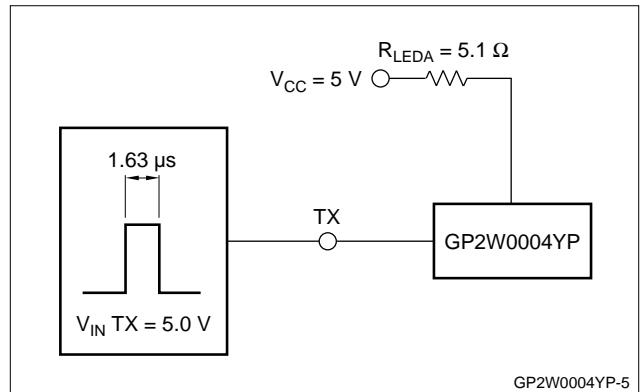 R_LEDA = 5.1 Ω
V_CC = 5 V
1.63 µs
TX
GP2W0004YP
V_IN TX = 5.0 V
GP2W0004YP-5